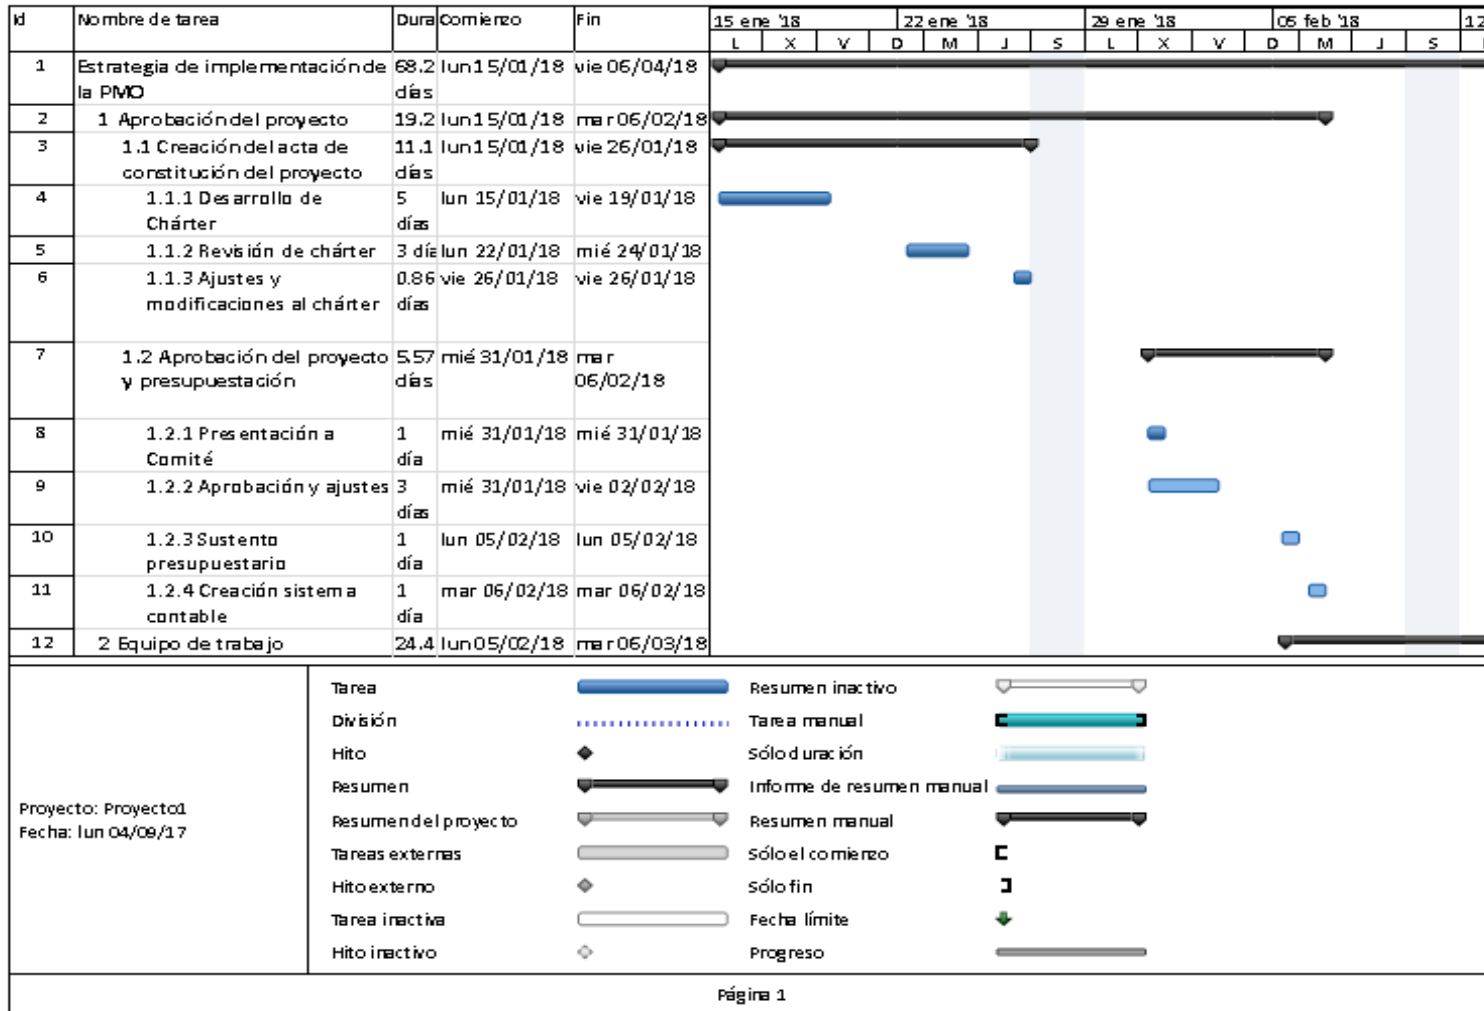 Id Nombre de tarea Dura Comienzo Fin 15 ene '18 22 ene '18 29 ene '18 05 feb '18 12
L X V D M J S L X V D M J S
1 Estrategia de implementación de 68.2 lun 15/01/18 vie 06/04/18
la PMO días
2 1 Aprobación del proyecto 19.2 lun 15/01/18 mar 06/02/18
3 1.1 Creación del acta de 11.1 lun 15/01/18 vie 26/01/18
constitución del proyecto días
4 1.1.1 Desarrollo de 5 lun 15/01/18 vie 19/01/18
Chárter días
5 1.1.2 Revisión de chárter 3 día lun 22/01/18 mié 24/01/18
6 1.1.3 Ajustes y 0.86 vie 26/01/18 vie 26/01/18
modificaciones al chárter días
7 1.2 Aprobación del proyecto 5.57 mié 31/01/18 mar
y presupuestación días 06/02/18
8 1.2.1 Presentación a 1 mié 31/01/18 mié 31/01/18
Comité día
9 1.2.2 Aprobación y ajustes 3 mié 31/01/18 vie 02/02/18
días
10 1.2.3 Sustento 1 lun 05/02/18 lun 05/02/18
presupuestario día
11 1.2.4 Creación sistema 1 mar 06/02/18 mar 06/02/18
contable día
12 2 Equipo de trabajo 24.4 lun 05/02/18 mar 06/03/18
Proyecto: Proyecto1
Fecha: lun 04/09/17
Tarea Resumen inactivo
División Tarea manual
Hito Sólo duración
Resumen Informe de resumen manual
Resumen del proyecto Resumen manual
Tareas externas Sólo el comienzo
Hito externo Sólo fin
Tarea inactiva Fecha límite
Hito inactivo Progreso
Página 1